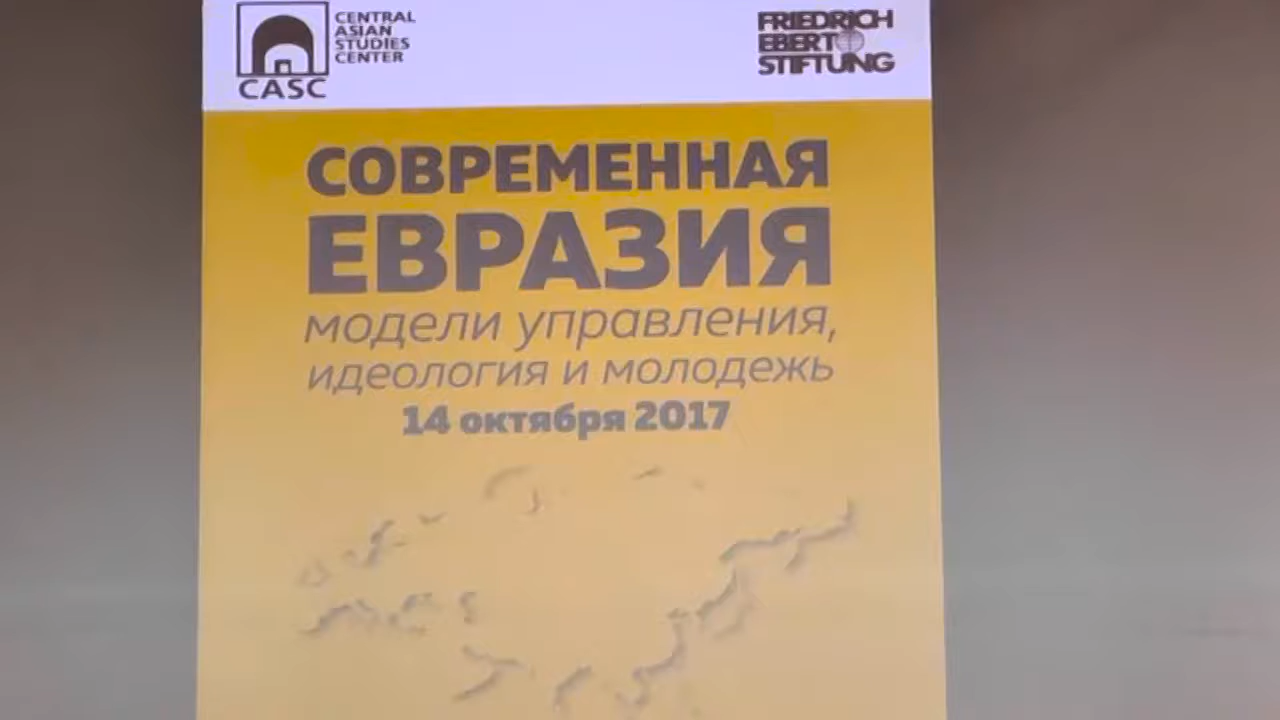 CENTRAL
ASIAN
STUDIES
CENTER
CASC
FRIEDRICH
EBERT
STIFTUNG
СОВРЕМЕННАЯ
ЕВРАЗИЯ
модели управления,
идеология и молодежь
14 октября 2017